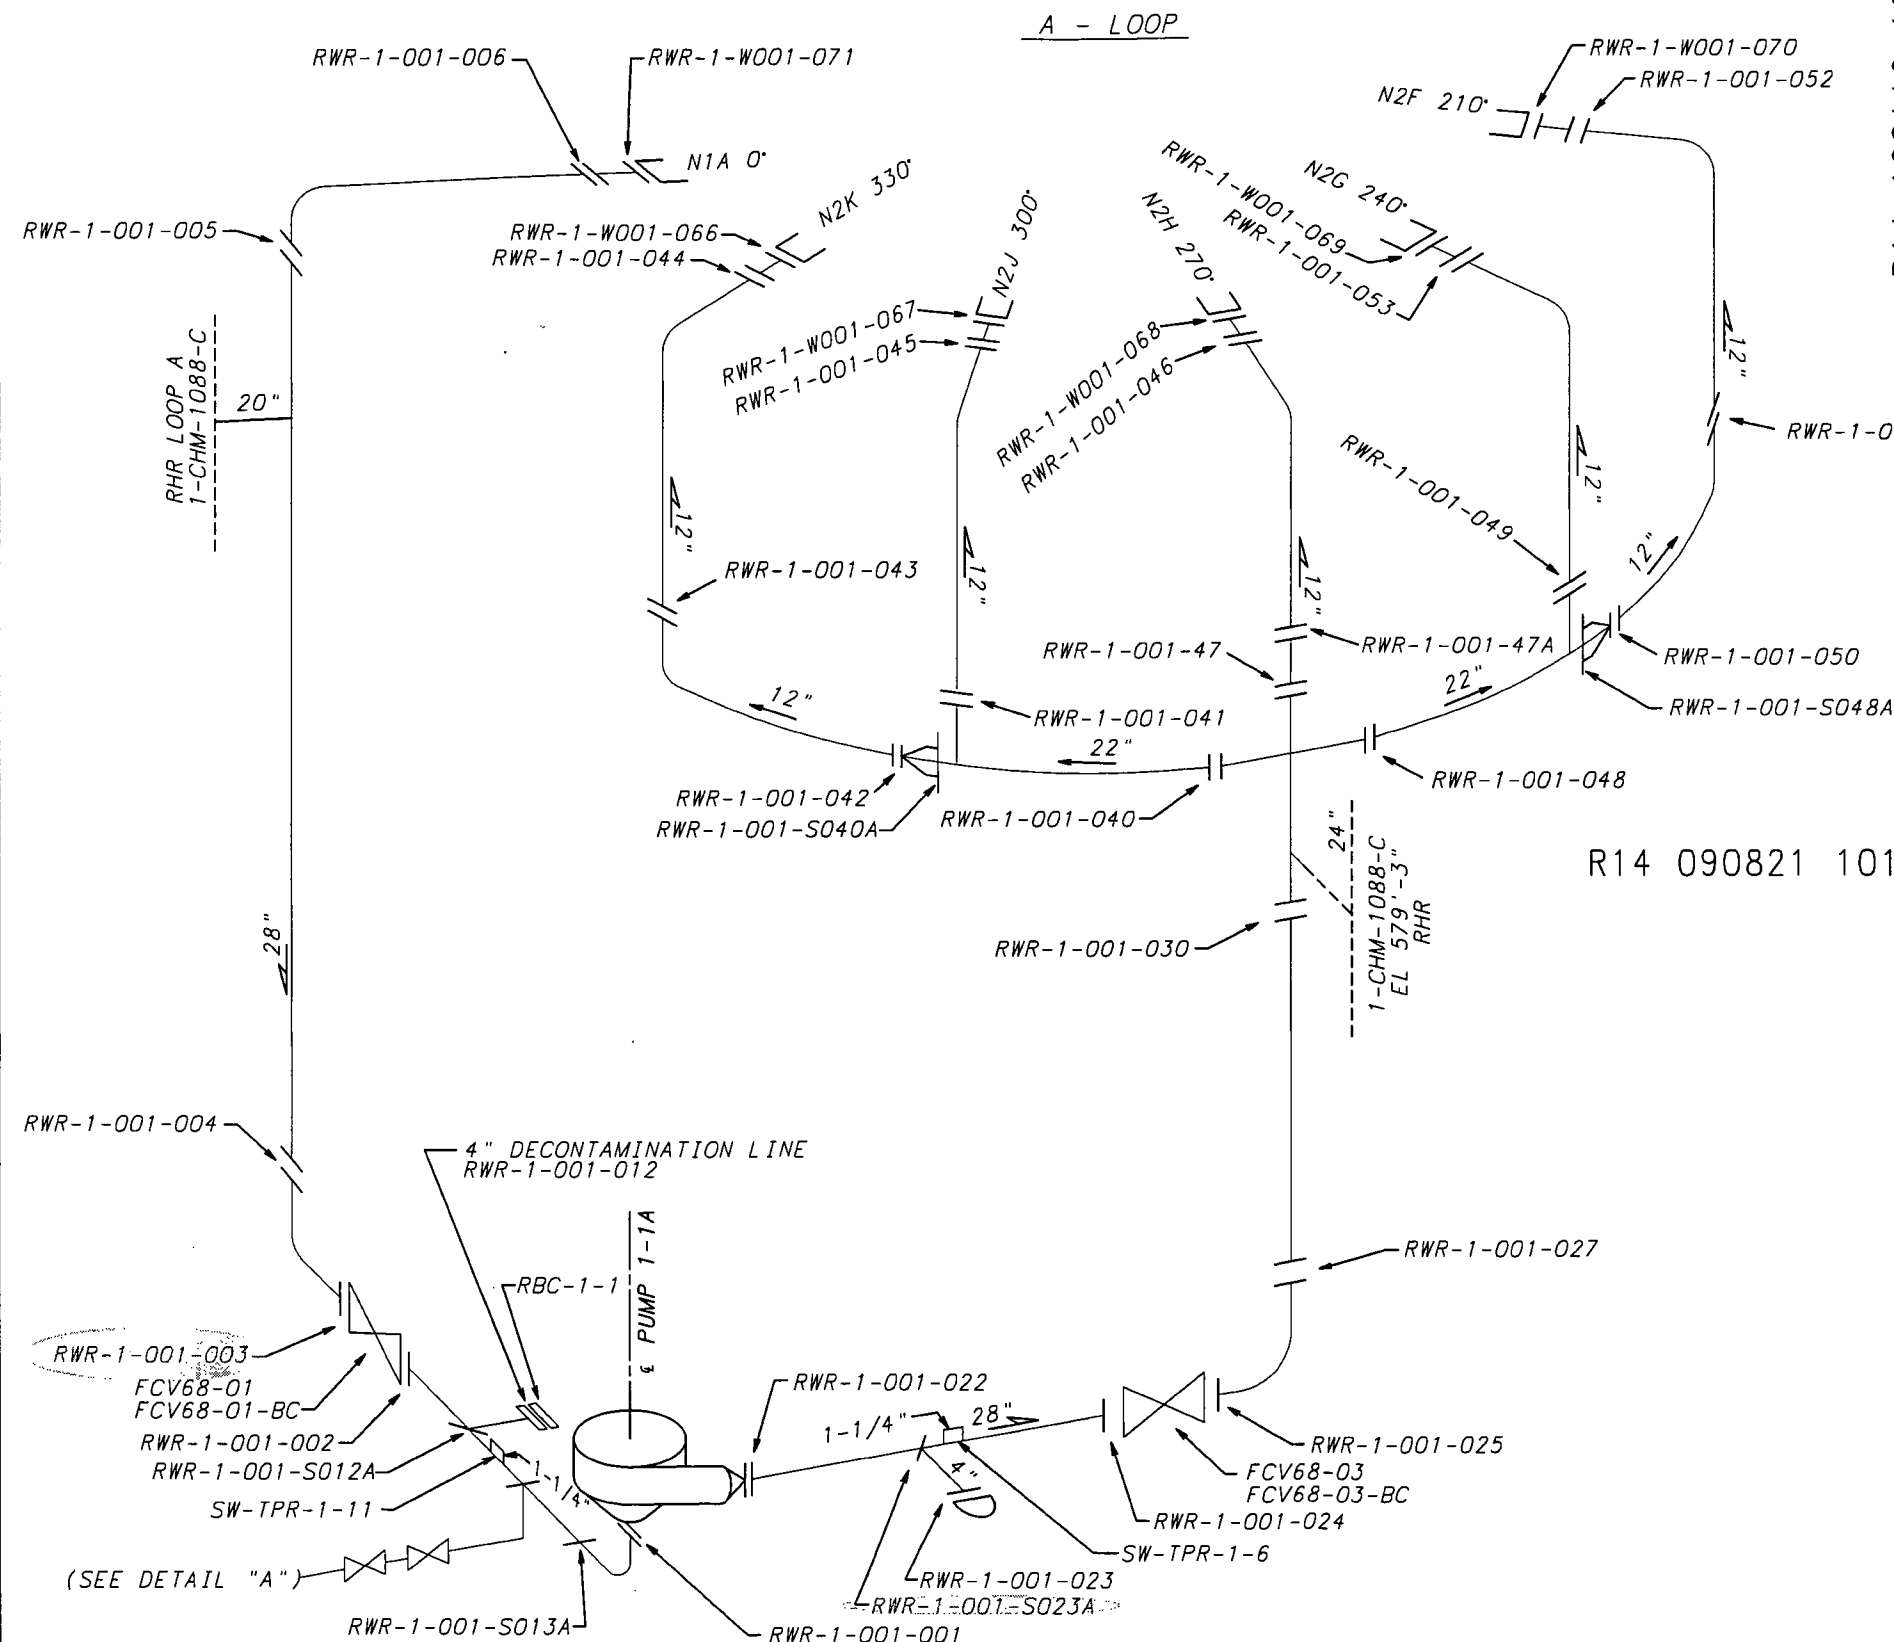 A - LOOP
RWR-1-001-006
RWR-1-W001-071
RWR-1-W001-070
RWR-1-001-052
N2F 210°
N1A 0°
N2K 330°
N2J 300°
N2H 270°
N2G 240°
RWR-1-W001-069
RWR-1-001-053
RWR-1-001-005
RWR-1-W001-066
RWR-1-001-044
RWR-1-W001-067
RWR-1-001-045
RWR-1-W001-068
RWR-1-001-046
RHR LOOP A
1-CHM-1088-C
20"
12"
12"
12"
12"
12"
RWR-1-0
RWR-1-001-049
12"
RWR-1-001-043
RWR-1-001-47
RWR-1-001-47A
RWR-1-001-050
RWR-1-001-S048A
12"
RWR-1-001-041
22"
22"
RWR-1-001-042
RWR-1-001-S040A
RWR-1-001-040
RWR-1-001-048
24"
1-CHM-1088-C
EL 579'-3"
RHR
R14 090821 101
28"
RWR-1-001-030
RWR-1-001-004
4" DECONTAMINATION LINE
RWR-1-001-012
RBC-1-1
℄ PUMP 1-1A
RWR-1-001-027
RWR-1-001-003
FCV68-01
FCV68-01-BC
RWR-1-001-002
RWR-1-001-S012A
SW-TPR-1-11
1-1/4"
(SEE DETAIL "A")
RWR-1-001-S013A
RWR-1-001-001
RWR-1-001-022
1-1/4"
28"
4"
RWR-1-001-025
FCV68-03
FCV68-03-BC
RWR-1-001-024
SW-TPR-1-6
RWR-1-001-023
RWR-1-001-S023A